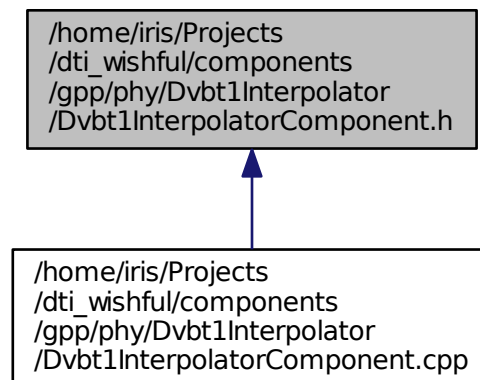 /home/iris/Projects
/dti_wishful/components
/gpp/phy/Dvbt1Interpolator
/Dvbt1InterpolatorComponent.h
/home/iris/Projects
/dti_wishful/components
/gpp/phy/Dvbt1Interpolator
/Dvbt1InterpolatorComponent.cpp